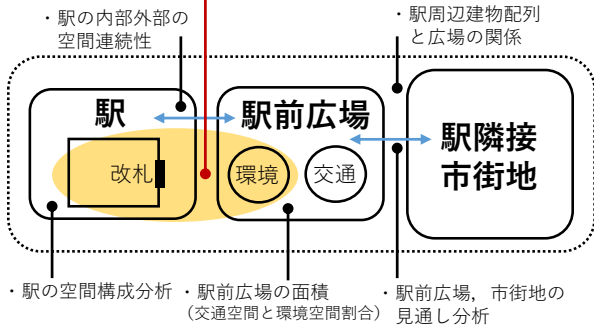 ・駅の内部外部の
空間連続性
・駅周辺建物配列
と広場の関係
駅
改札
駅前広場
環境
交通
駅隣接
市街地
・駅の空間構成分析
・駅前広場の面積
（交通空間と環境空間割合）
・駅前広場，市街地の
見通し分析